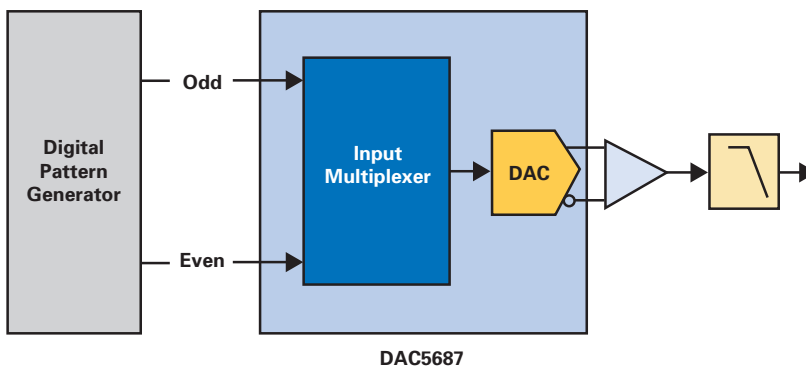 Digital
Pattern
Generator
Odd
Even
Input
Multiplexer
DAC
DAC5687